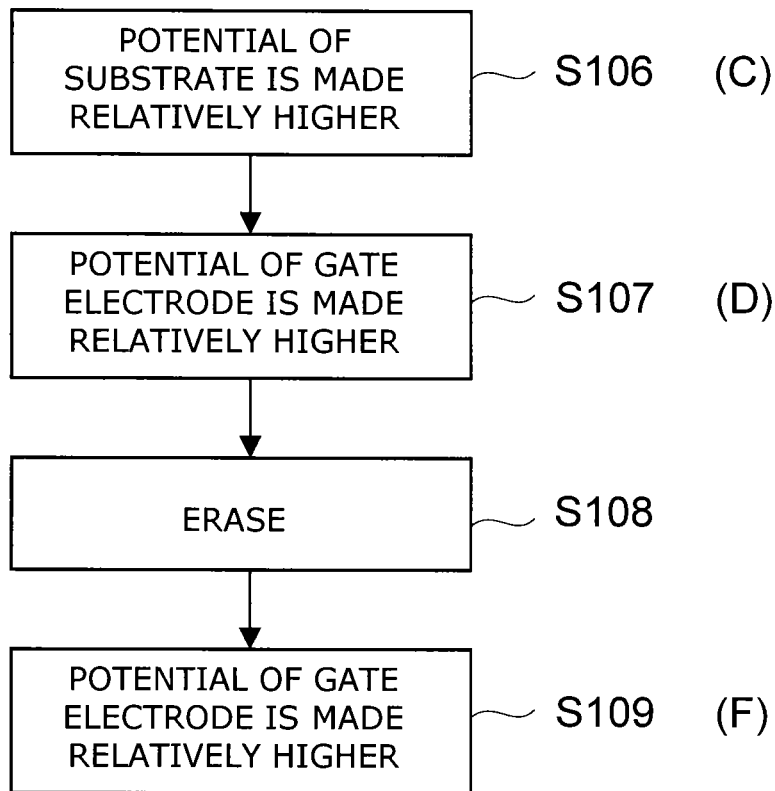 POTENTIAL OF
SUBSTRATE IS MADE
RELATIVELY HIGHER
S106 (C)
POTENTIAL OF GATE
ELECTRODE IS MADE
RELATIVELY HIGHER
S107 (D)
ERASE
S108
POTENTIAL OF GATE
ELECTRODE IS MADE
RELATIVELY HIGHER
S109 (F)